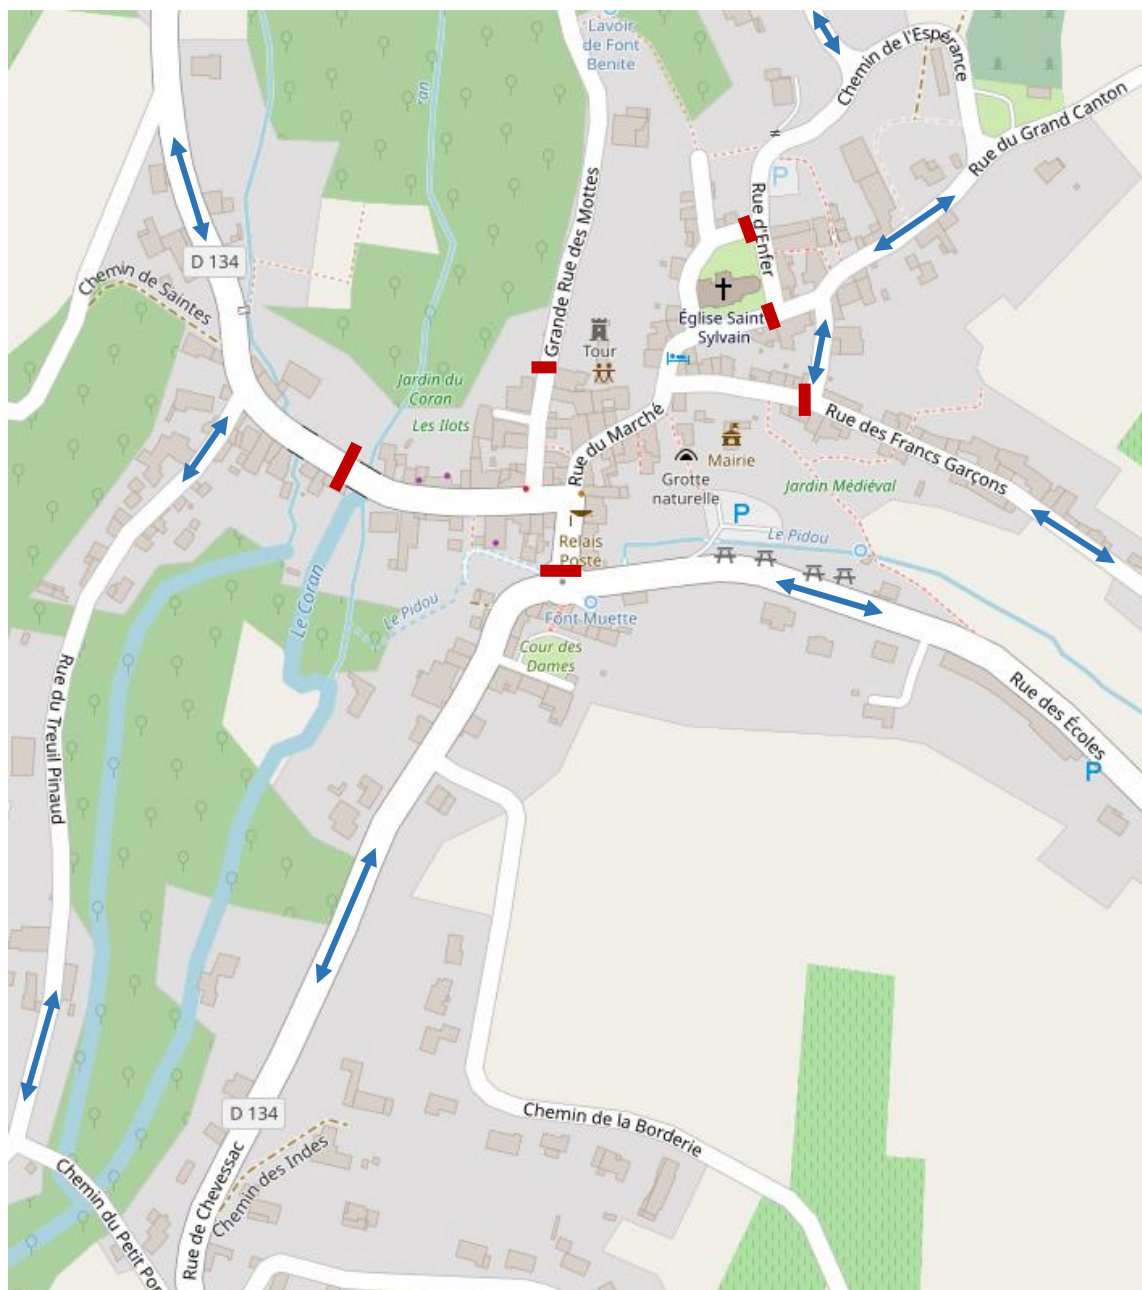 Lavoir
de Font
Benite
Chemin de l'Espérance
ran
Rue du Grand Canton
P
Rue d'Enfer
Grande Rue des Mottes
D 134
Chemin de Saintes
Église Saint
Sylvain
Tour
Jardin du
Coran
Les Ilots
Rue du Marché
Mairie
Rue des Francs Garçons
Grotte
naturelle
Jardin Médiéval
P
Le Pidou
Relais
Poste
Le Coran
Le Pidou
Font Muette
Cour des
Dames
Rue du Treuil Pinaud
Rue des Écoles
P
D 134
Chemin de la Borderie
Chemin des Indes
Rue de Chevessac
Chemin du Petit Por